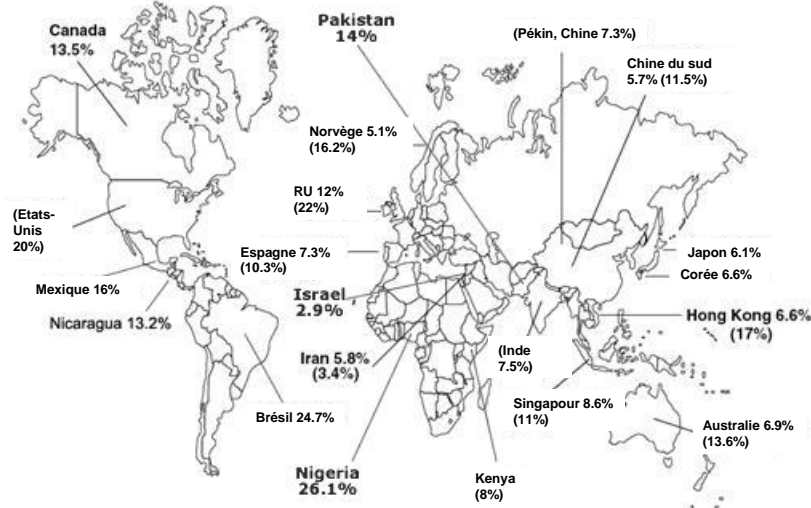 Canada
13.5%
Pakistan
14%
(Pékin, Chine 7.3%)
Chine du sud
5.7% (11.5%)
Norvège 5.1%
(16.2%)
RU 12%
(22%)
(Etats-
Unis
20%)
Espagne 7.3%
(10.3%)
Japon 6.1%
Corée 6.6%
Mexique 16%
Israel
2.9%
Nicaragua 13.2%
Hong Kong 6.6%
(17%)
Iran 5.8%
(3.4%)
(Inde
7.5%)
Singapour 8.6%
(11%)
Brésil 24.7%
Australie 6.9%
(13.6%)
Nigeria
26.1%
Kenya
(8%)